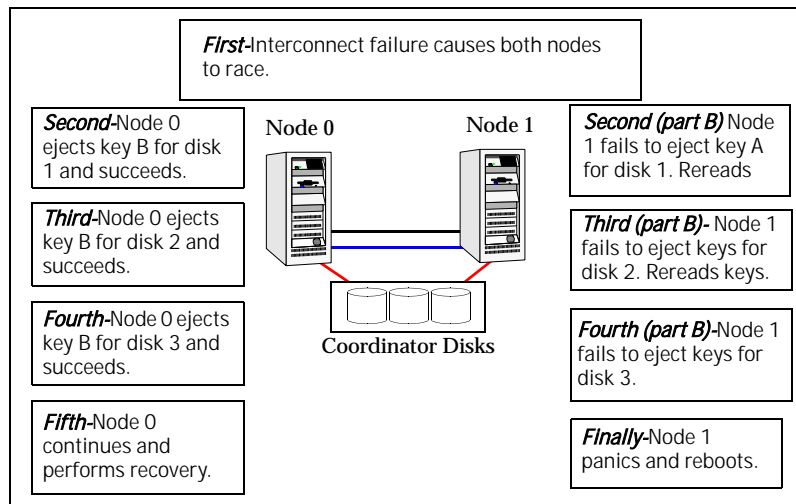 First-Interconnect failure causes both nodes
to race.
Second-Node 0
ejects key B for disk
1 and succeeds.
Third-Node 0 ejects
key B for disk 2 and
succeeds.
Fourth-Node 0 ejects
key B for disk 3 and
succeeds.
Fifth-Node 0
continues and
performs recovery.
Node 0
Node 1
Coordinator Disks
Second (part B) Node
1 fails to eject key A
for disk 1. Rereads
Third (part B)- Node 1
fails to eject keys for
disk 2. Rereads keys.
Fourth (part B)-Node 1
fails to eject keys for
disk 3.
Finally-Node 1
panics and reboots.